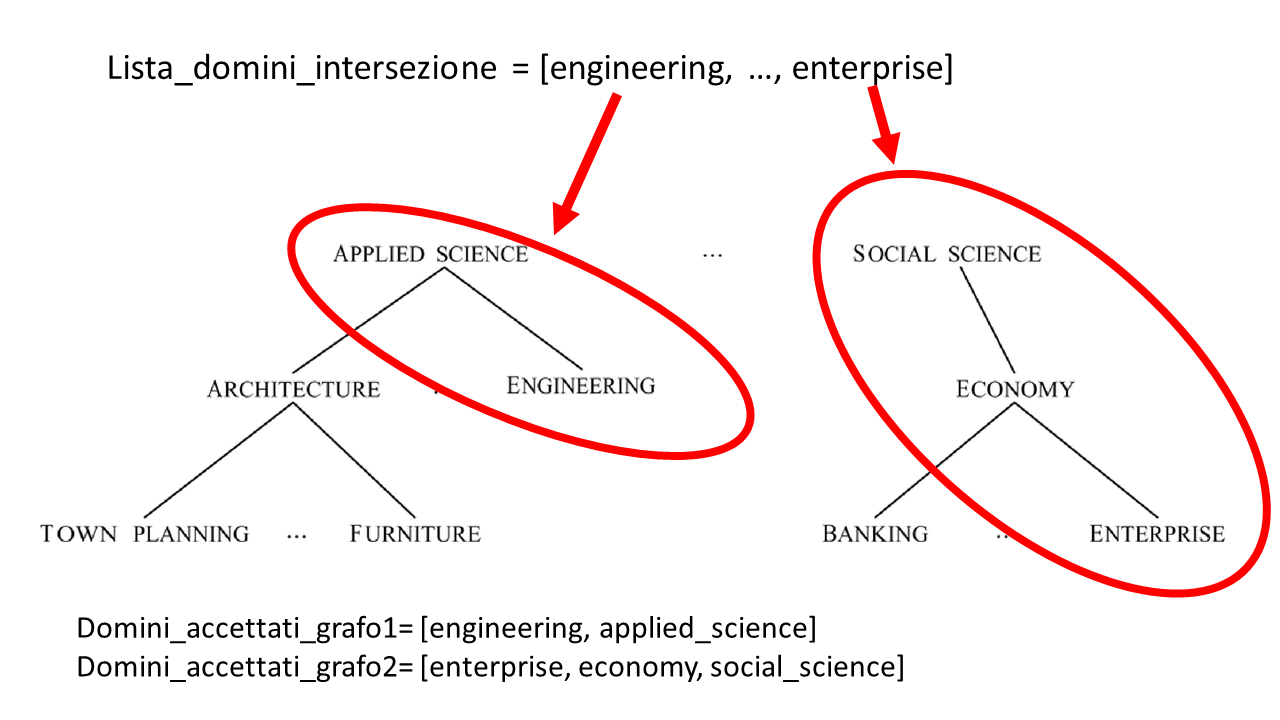 Lista_domini_intersezione = [engineering, ..., enterprise]
APPLIED SCIENCE ... SOCIAL SCIENCE
ARCHITECTURE . ENGINEERING ECONOMY
TOWN PLANNING ... FURNITURE BANKING .. ENTERPRISE
Domini_accettati_grafo1= [engineering, applied_science]
Domini_accettati_grafo2= [enterprise, economy, social_science]